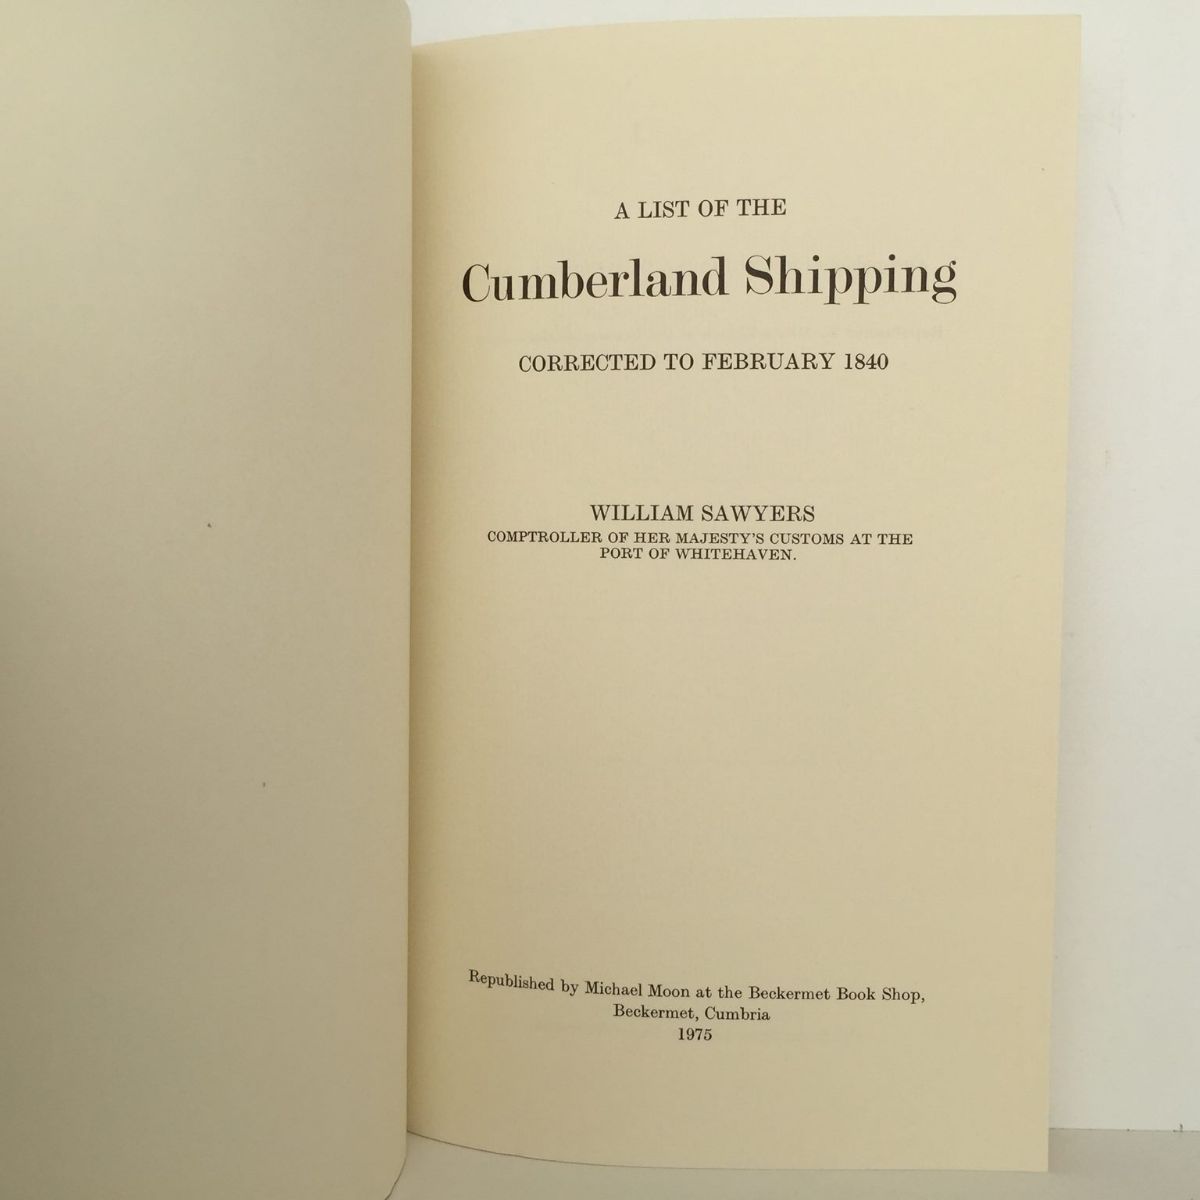 A LIST OF THE
Cumberland Shipping
CORRECTED TO FEBRUARY 1840
WILLIAM SAWYERS
COMPTROLLER OF HER MAJESTY'S CUSTOMS AT THE
PORT OF WHITEHAVEN.
Republished by Michael Moon at the Beckermet Book Shop,
Beckermet, Cumbria
1975